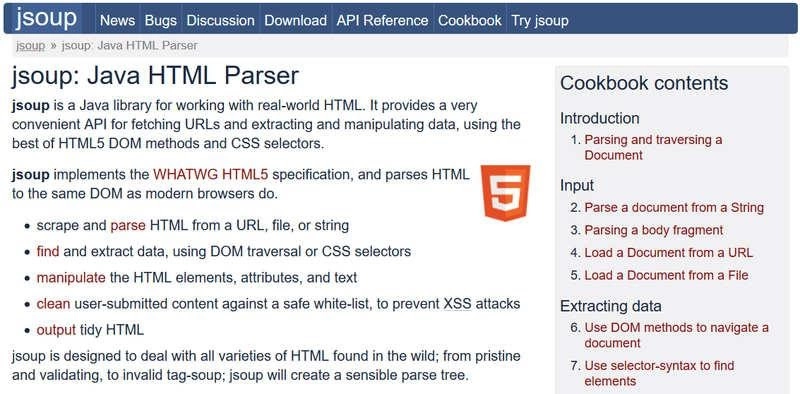 jsoup News Bugs Discussion Download API Reference Cookbook Try jsoup
jsoup » jsoup: Java HTML Parser
jsoup: Java HTML Parser
jsoup is a Java library for working with real-world HTML. It provides a very
convenient API for fetching URLs and extracting and manipulating data, using the
best of HTML5 DOM methods and CSS selectors.
jsoup implements the WHATWG HTML5 specification, and parses HTML
to the same DOM as modern browsers do.
5
• scrape and parse HTML from a URL, file, or string
• find and extract data, using DOM traversal or CSS selectors
• manipulate the HTML elements, attributes, and text
• clean user-submitted content against a safe white-list, to prevent XSS attacks
• output tidy HTML
jsoup is designed to deal with all varieties of HTML found in the wild; from pristine
and validating, to invalid tag-soup; jsoup will create a sensible parse tree.
Cookbook contents
Introduction
1. Parsing and traversing a
Document
Input
2. Parse a document from a String
3. Parsing a body fragment
4. Load a Document from a URL
5. Load a Document from a File
Extracting data
6. Use DOM methods to navigate a
document
7. Use selector-syntax to find
elements